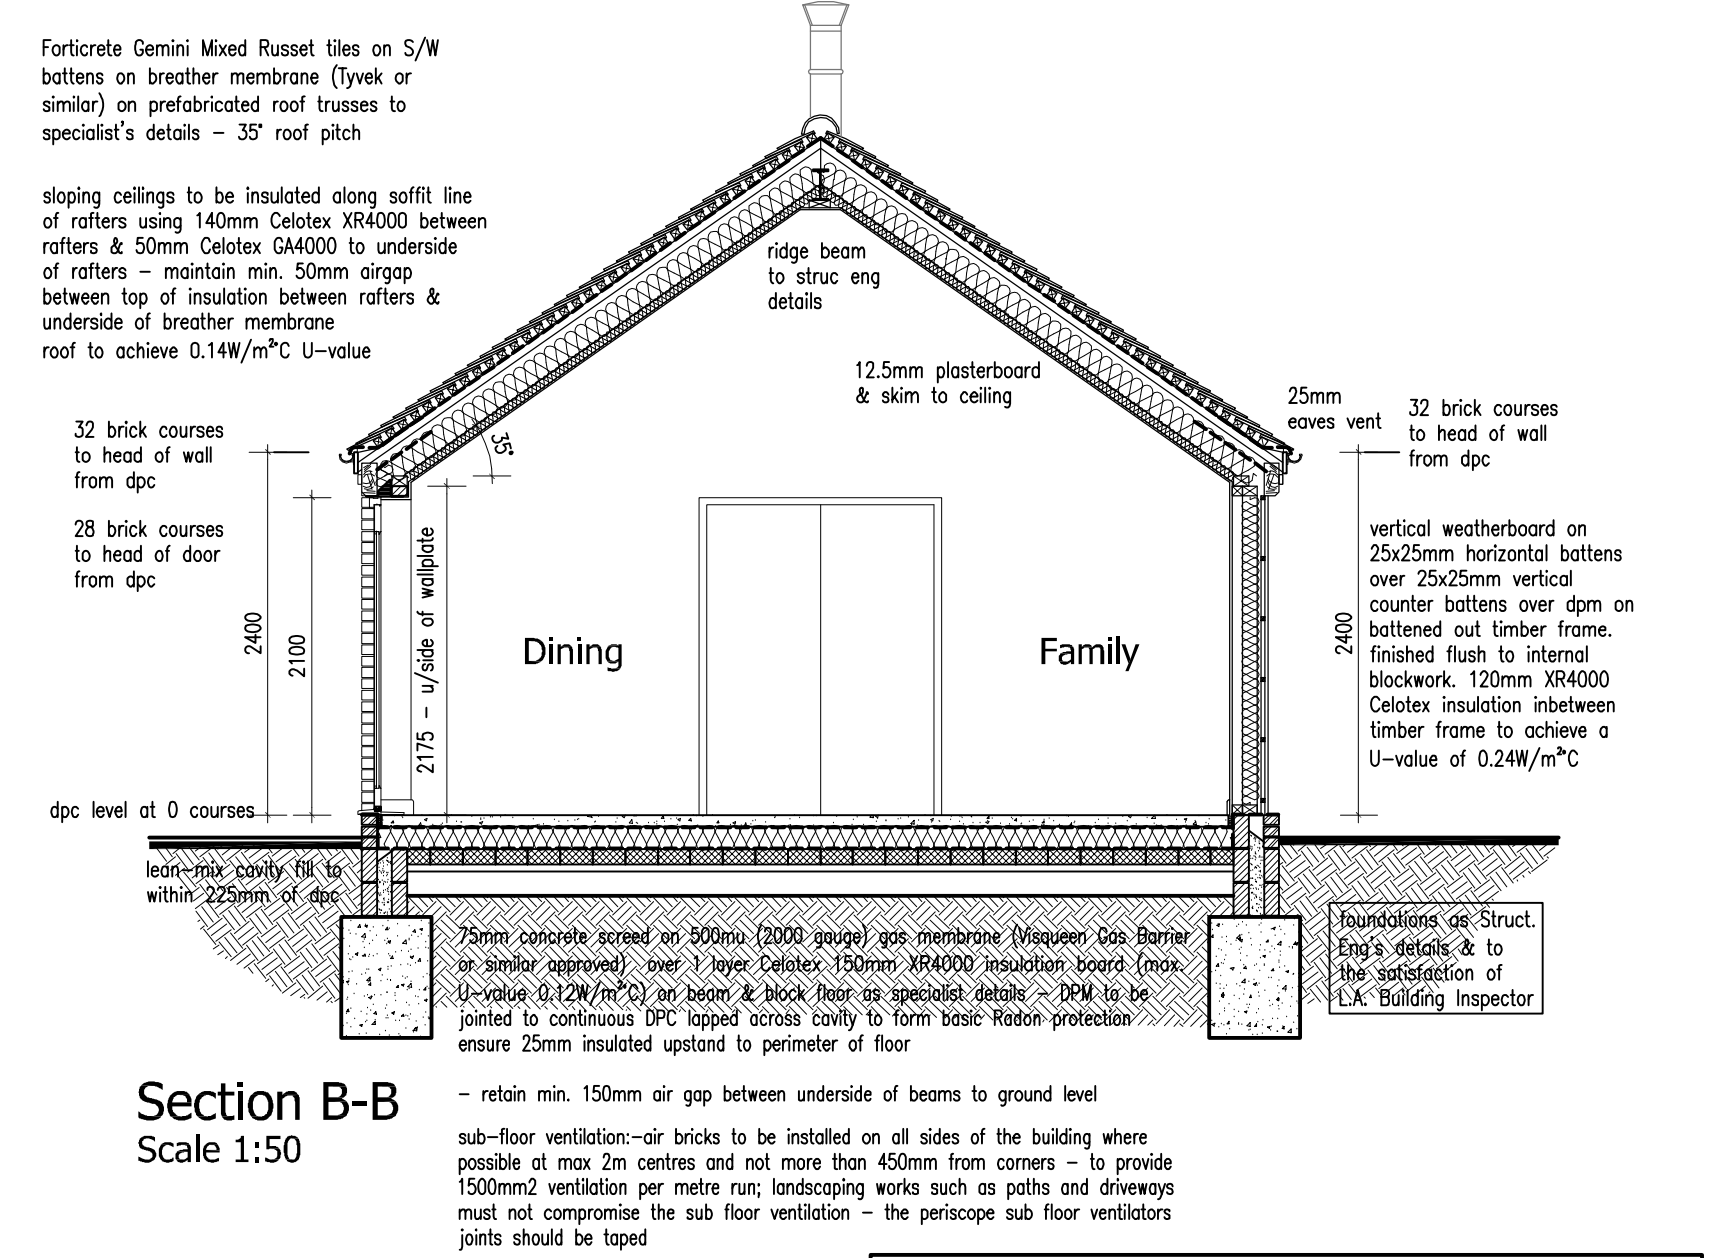 Forticrete Gemini Mixed Russet tiles on S/W
battens on breather membrane (Tyvek or
similar) on prefabricated roof trusses to
specialist's details – 35° roof pitch
sloping ceilings to be insulated along soffit line
of rafters using 140mm Celotex XR4000 between
rafters & 50mm Celotex GA4000 to underside
of rafters – maintain min. 50mm airgap
between top of insulation between rafters &
underside of breather membrane
roof to achieve 0.14W/m²°C U–value
ridge beam
to struc eng
details
12.5mm plasterboard
& skim to ceiling
25mm
eaves vent
32 brick courses
to head of wall
from dpc
32 brick courses
to head of wall
from dpc
28 brick courses
to head of door
from dpc
35°
2400
2100
2175 – u/side of wallplate
Dining
Family
2400
vertical weatherboard on
25x25mm horizontal battens
over 25x25mm vertical
counter battens over dpm on
battened out timber frame.
finished flush to internal
blockwork. 120mm XR4000
Celotex insulation inbetween
timber frame to achieve a
U–value of 0.24W/m²°C
dpc level at 0 courses
lean–mix cavity fill to
within 225mm of dpc
75mm concrete screed on 500mu (2000 gauge) gas membrane (Visqueen Gas Barrier
or similar approved) over 1 layer Celotex 150mm XR4000 insulation board (max.
U–value 0.12W/m²°C) on beam & block floor as specialist details – DPM to be
jointed to continuous DPC lapped across cavity to form basic Radon protection
ensure 25mm insulated upstand to perimeter of floor
foundations as Struct.
Eng's details & to
the satisfaction of
L.A. Building Inspector
Section B-B
Scale 1:50
– retain min. 150mm air gap between underside of beams to ground level
sub–floor ventilation:–air bricks to be installed on all sides of the building where
possible at max 2m centres and not more than 450mm from corners – to provide
1500mm2 ventilation per metre run; landscaping works such as paths and driveways
must not compromise the sub floor ventilation – the periscope sub floor ventilators
joints should be taped